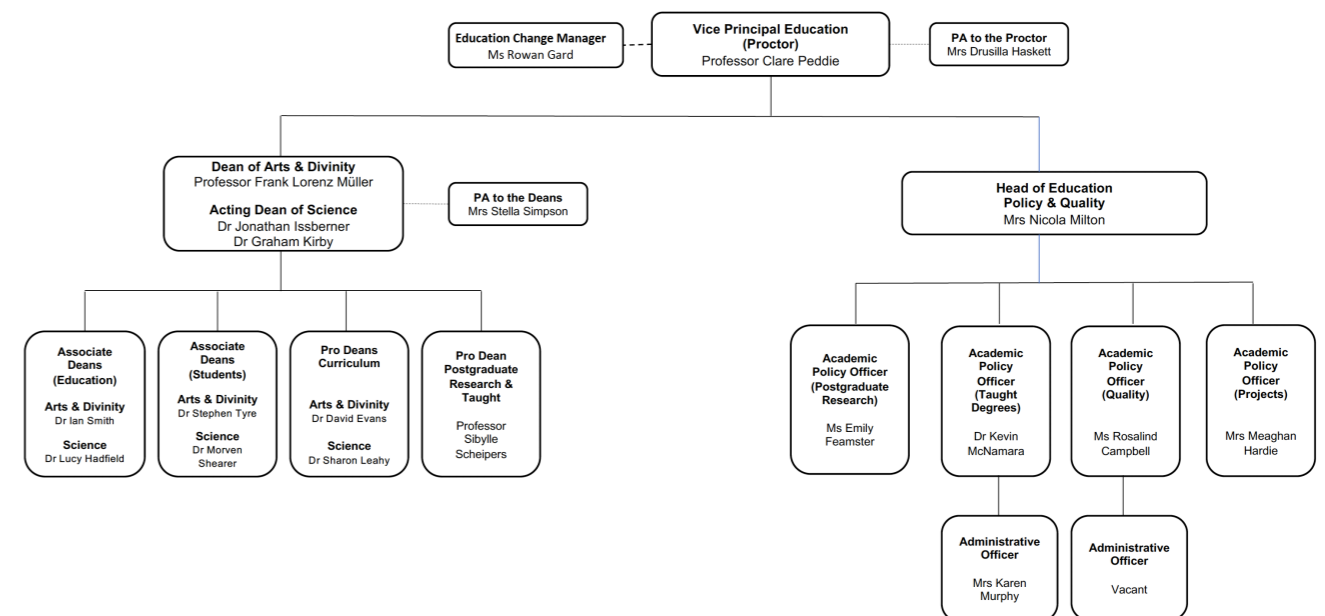 Education Change Manager
Ms Rowan Gard
Vice Principal Education
(Proctor)
Professor Clare Peddie
PA to the Proctor
Mrs Drusilla Haskett
Dean of Arts & Divinity
Professor Frank Lorenz Müller
Acting Dean of Science
Dr Jonathan Issberner
Dr Graham Kirby
PA to the Deans
Mrs Stella Simpson
Head of Education
Policy & Quality
Mrs Nicola Milton
Associate
Deans
(Education)
Arts & Divinity
Dr Ian Smith
Science
Dr Lucy Hadfield
Associate
Deans
(Students)
Arts & Divinity
Dr Stephen Tyre
Science
Dr Morven
Shearer
Pro Deans
Curriculum
Arts & Divinity
Dr David Evans
Science
Dr Sharon Leahy
Pro Dean
Postgraduate
Research &
Taught
Professor
Sibylle
Scheipers
Academic
Policy Officer
(Postgraduate
Research)
Ms Emily
Feamster
Academic
Policy
Officer
(Taught
Degrees)
Dr Kevin
McNamara
Academic
Policy
Officer
(Quality)
Ms Rosalind
Campbell
Academic
Policy
Officer
(Projects)
Mrs Meaghan
Hardie
Administrative
Officer
Mrs Karen
Murphy
Administrative
Officer
Vacant